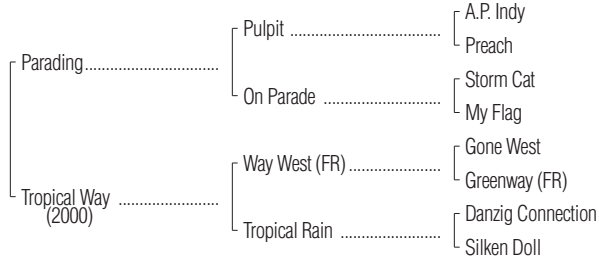 A.P. Indy
Pulpit
Preach
Parading
Storm Cat
On Parade
My Flag
Gone West
Way West (FR)
Greenway (FR)
Tropical Way
(2000)
Danzig Connection
Tropical Rain
Silken Doll